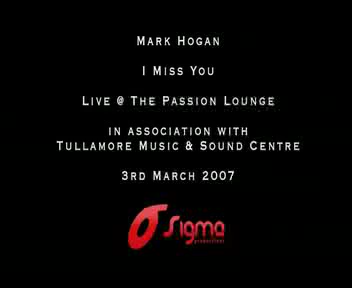 Mark Hogan
I Miss You
Live @ The Passion Lounge
in association with
Tullamore Music & Sound Centre
3rd March 2007
Sigma
productions